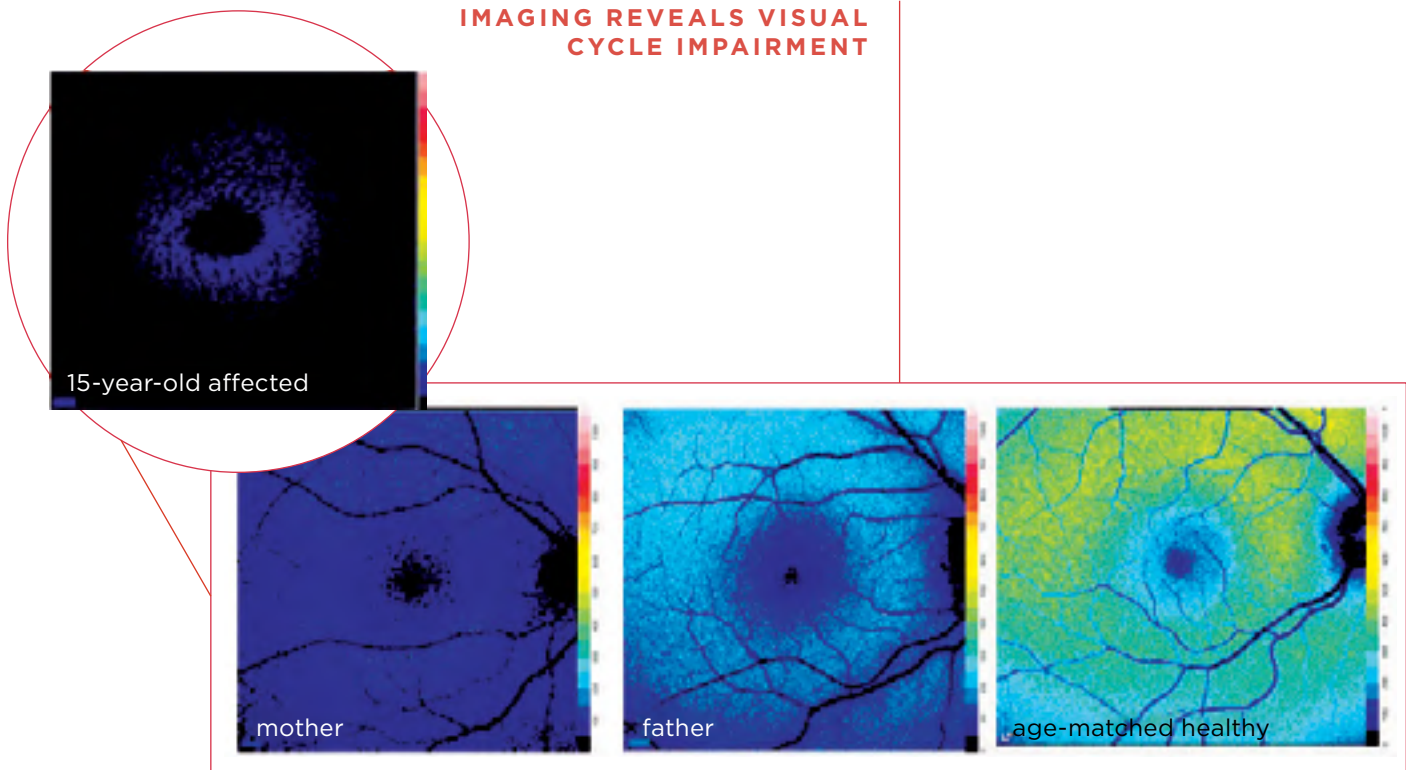 IMAGING REVEALS VISUAL
CYCLE IMPAIRMENT
15-year-old affected
mother
father
age-matched healthy